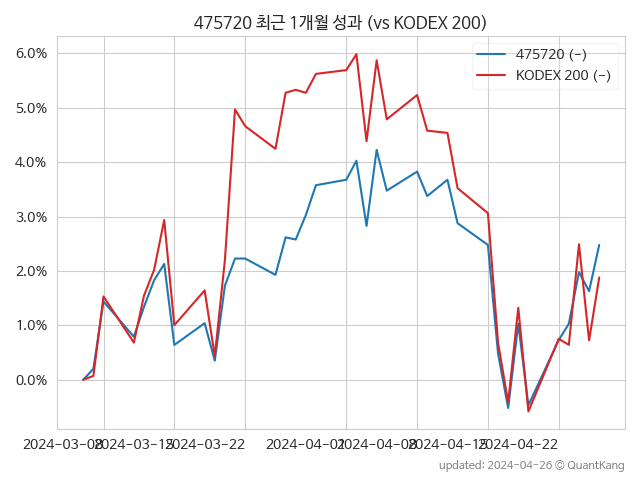 475720 최근 1개월 성과 (vs KODEX 200)
475720 (-)
KODEX 200 (-)
6.0%
5.0%
4.0%
3.0%
2.0%
1.0%
0.0%
2024-03-08 2024-03-15 2024-03-22 2024-04-01 2024-04-08 2024-04-15 2024-04-22
updated: 2024-04-26 © QuantKang